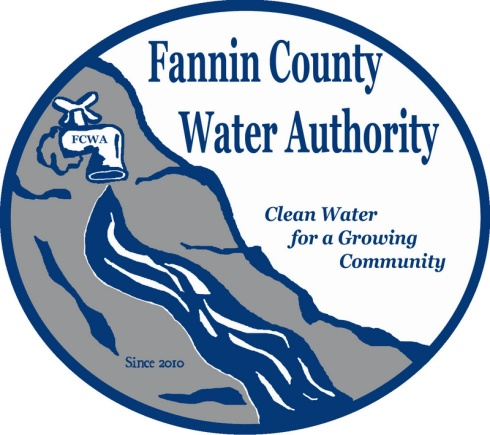 Fannin County
Water Authority
FCWA
Clean Water
for a Growing
Community
Since 2010